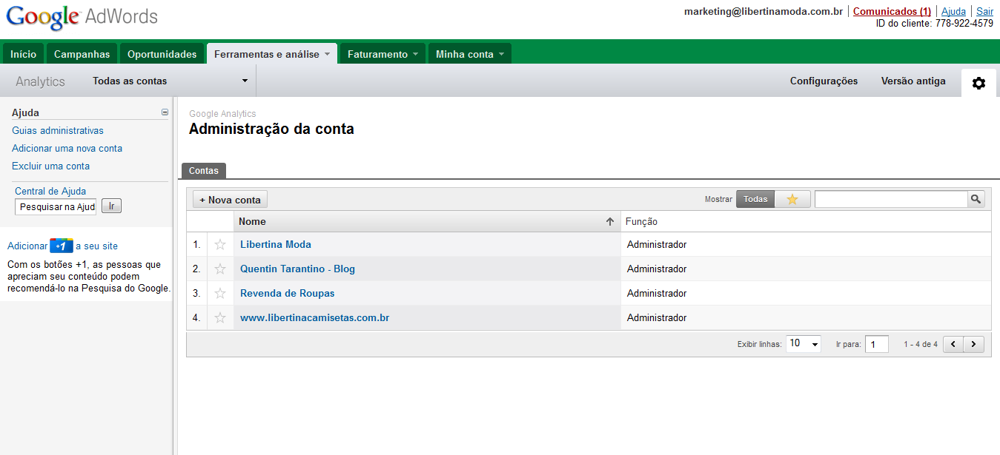 Google AdWords
marketing@libertinamoda.com.br | Comunicados (1) | Ajuda | Sair
ID do cliente: 778-922-4579
Início Campanhas Oportunidades Ferramentas e análise Faturamento Minha conta
Analytics Todas as contas Configurações Versão antiga
Ajuda
Guias administrativas
Adicionar uma nova conta
Excluir uma conta
Central de Ajuda
Pesquisar na Ajud Ir
Adicionar +1 a seu site
Com os botões +1, as pessoas que
apreciam seu conteúdo podem
recomendá-lo na Pesquisa do Google.
Google Analytics
Administração da conta
Contas
+ Nova conta Mostrar Todas
Nome Função
1. Libertina Moda Administrador
2. Quentin Tarantino - Blog Administrador
3. Revenda de Roupas Administrador
4. www.libertinacamisetas.com.br Administrador
Exibir linhas: 10 Ir para: 1 1 - 4 de 4